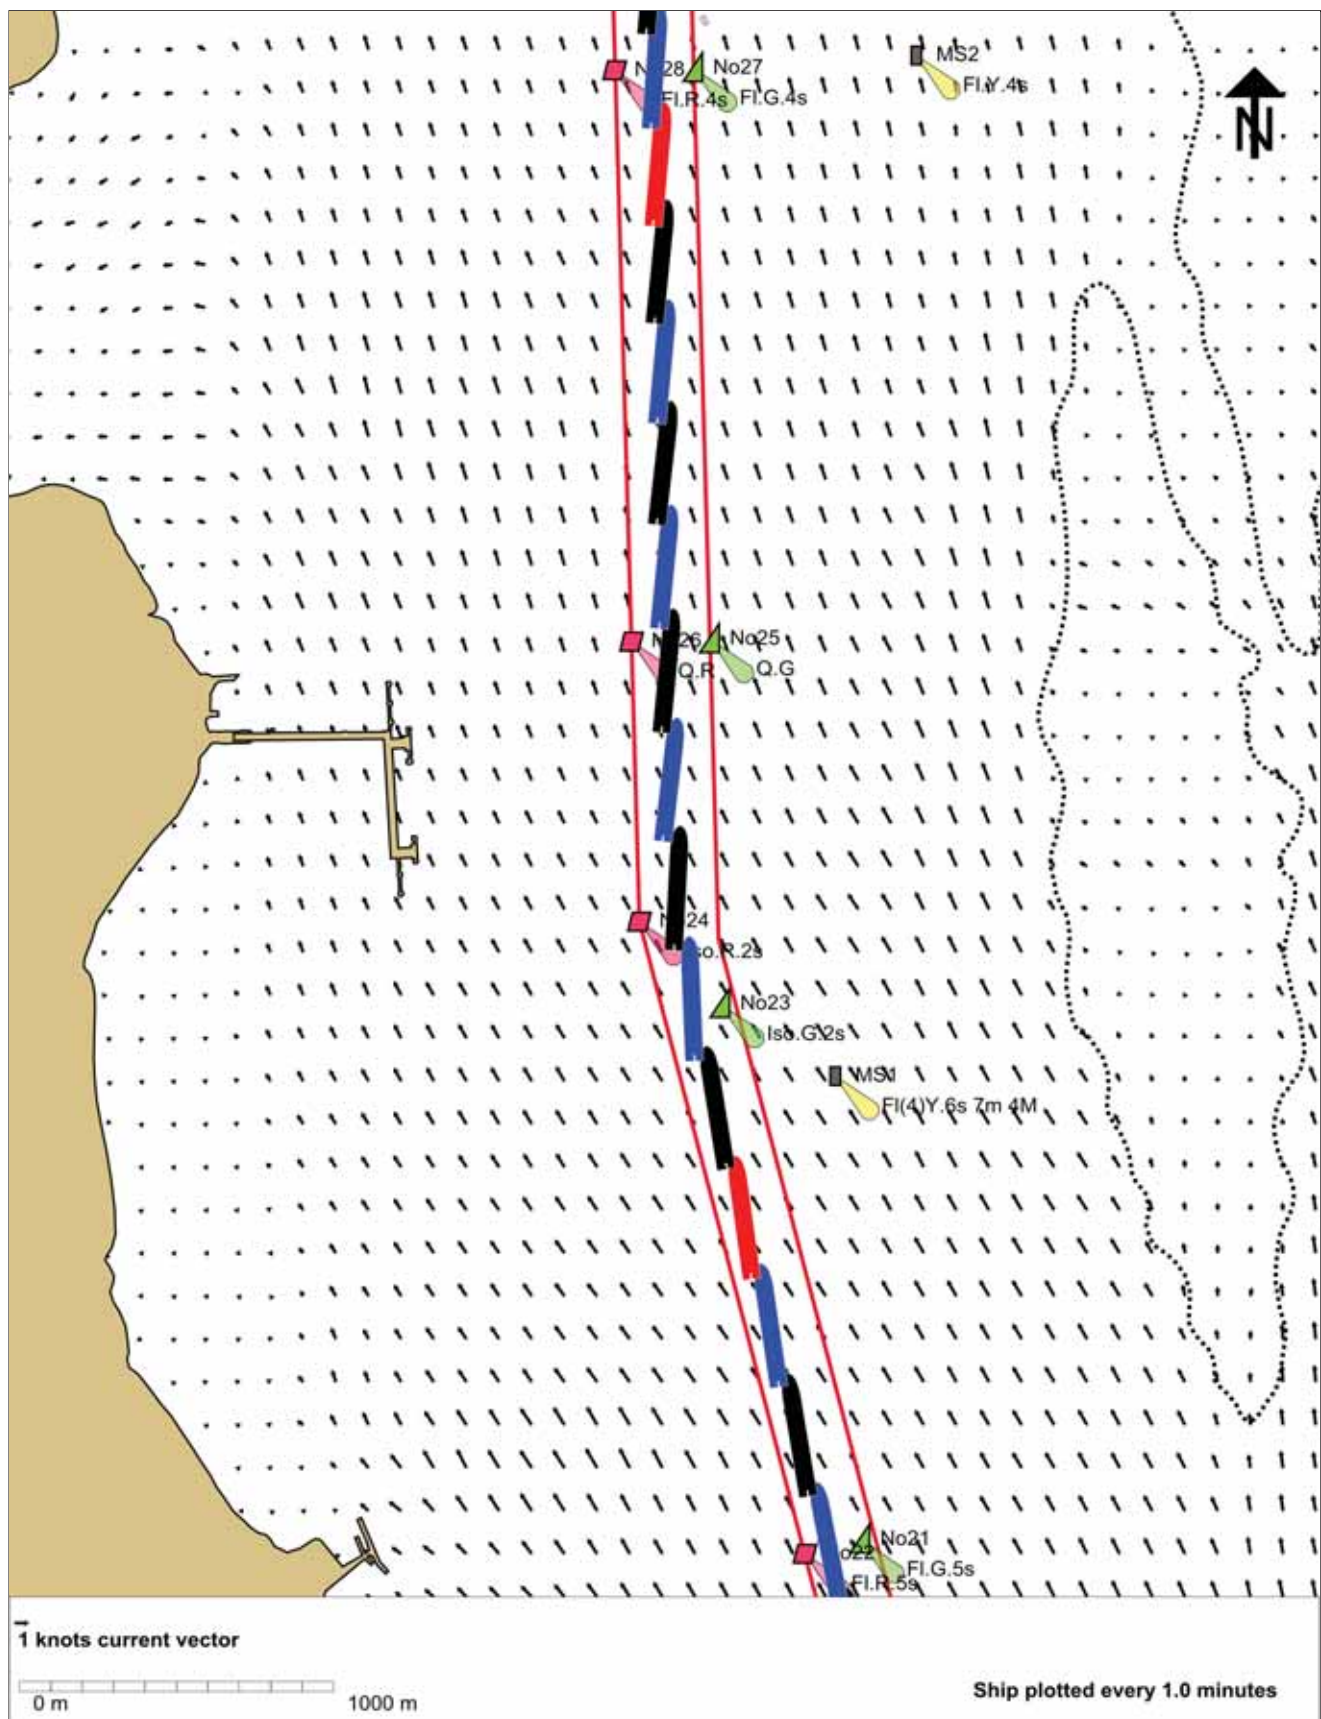 MS2
No27
Fl.Y.4s
Fl.R.4s
Fl.G.4s
N
No25
Q.R
Q.G
No23
Iso.G.2s
MS1
Fl(4)Y.6s 7m 4M
No21
Fl.G.5s
Fl.R.5s
1 knots current vector
0 m
1000 m
Ship plotted every 1.0 minutes